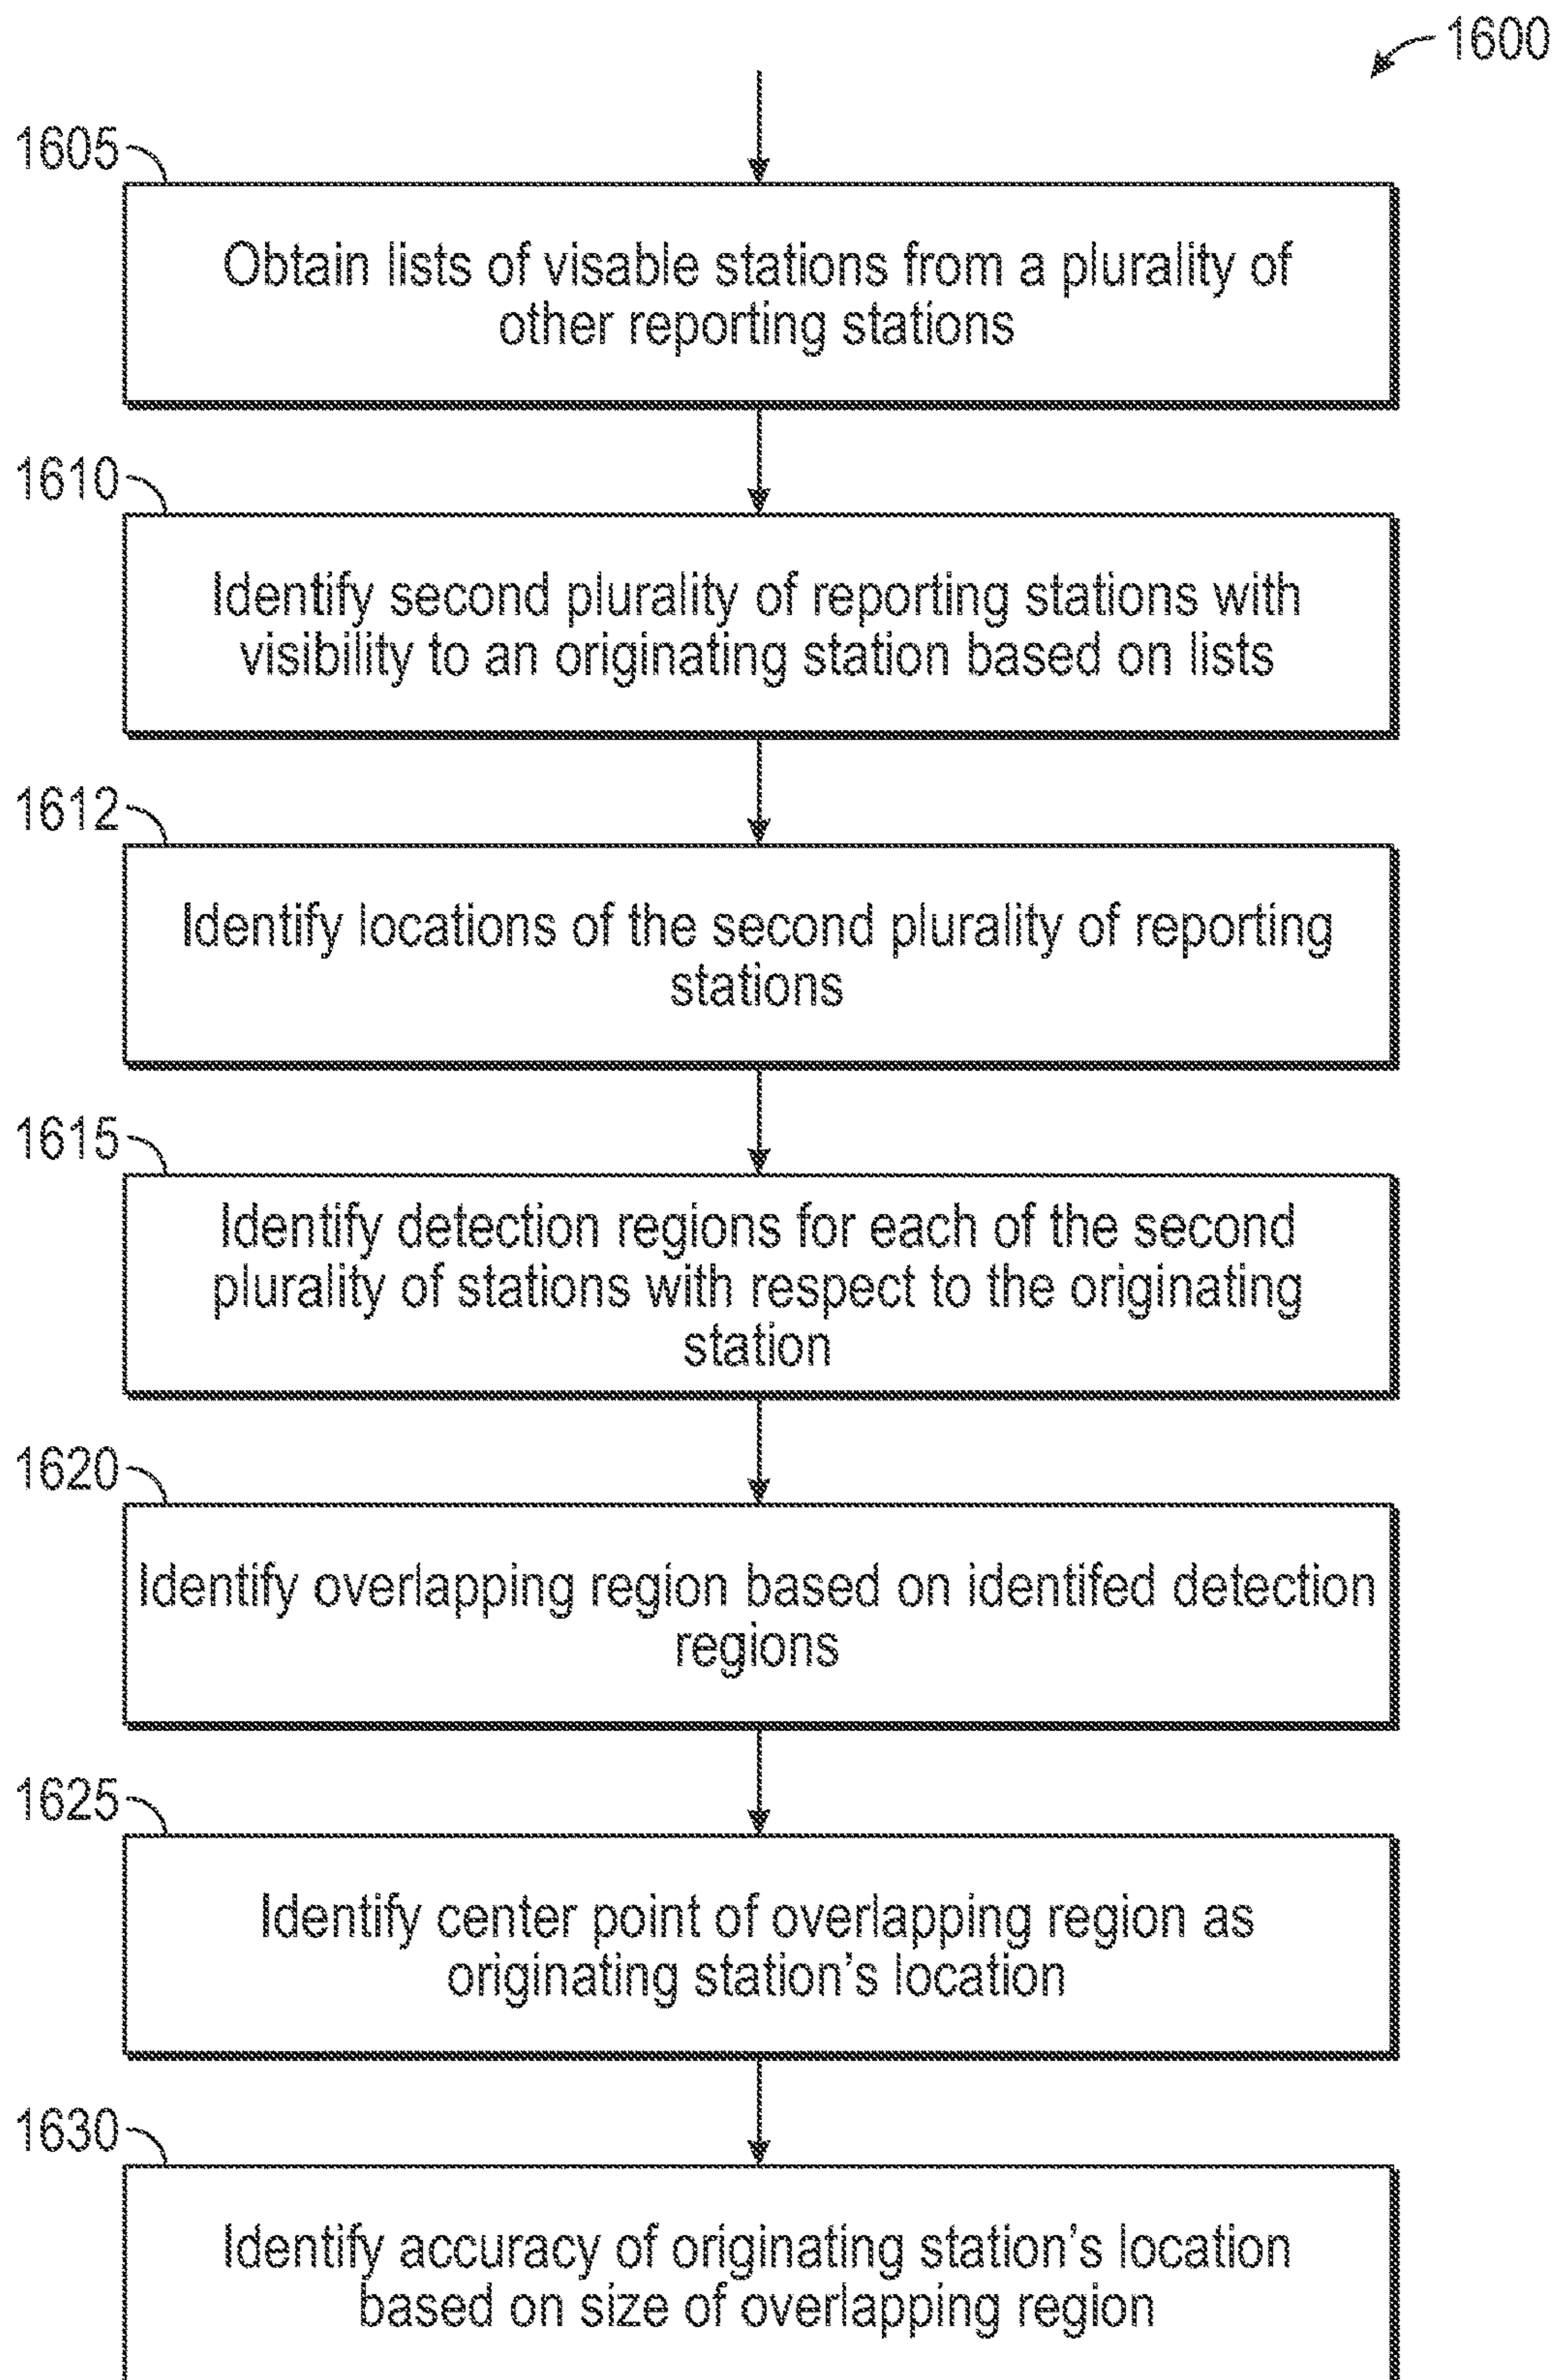 1600
1605
Obtain lists of visable stations from a plurality of
other reporting stations
1610
Identify second plurality of reporting stations with
visibility to an originating station based on lists
1612
Identify locations of the second plurality of reporting
stations
1615
Identify detection regions for each of the second
plurality of stations with respect to the originating
station
1620
Identify overlapping region based on identifed detection
regions
1625
Identify center point of overlapping region as
originating station's location
1630
Identify accuracy of originating station's location
based on size of overlapping region